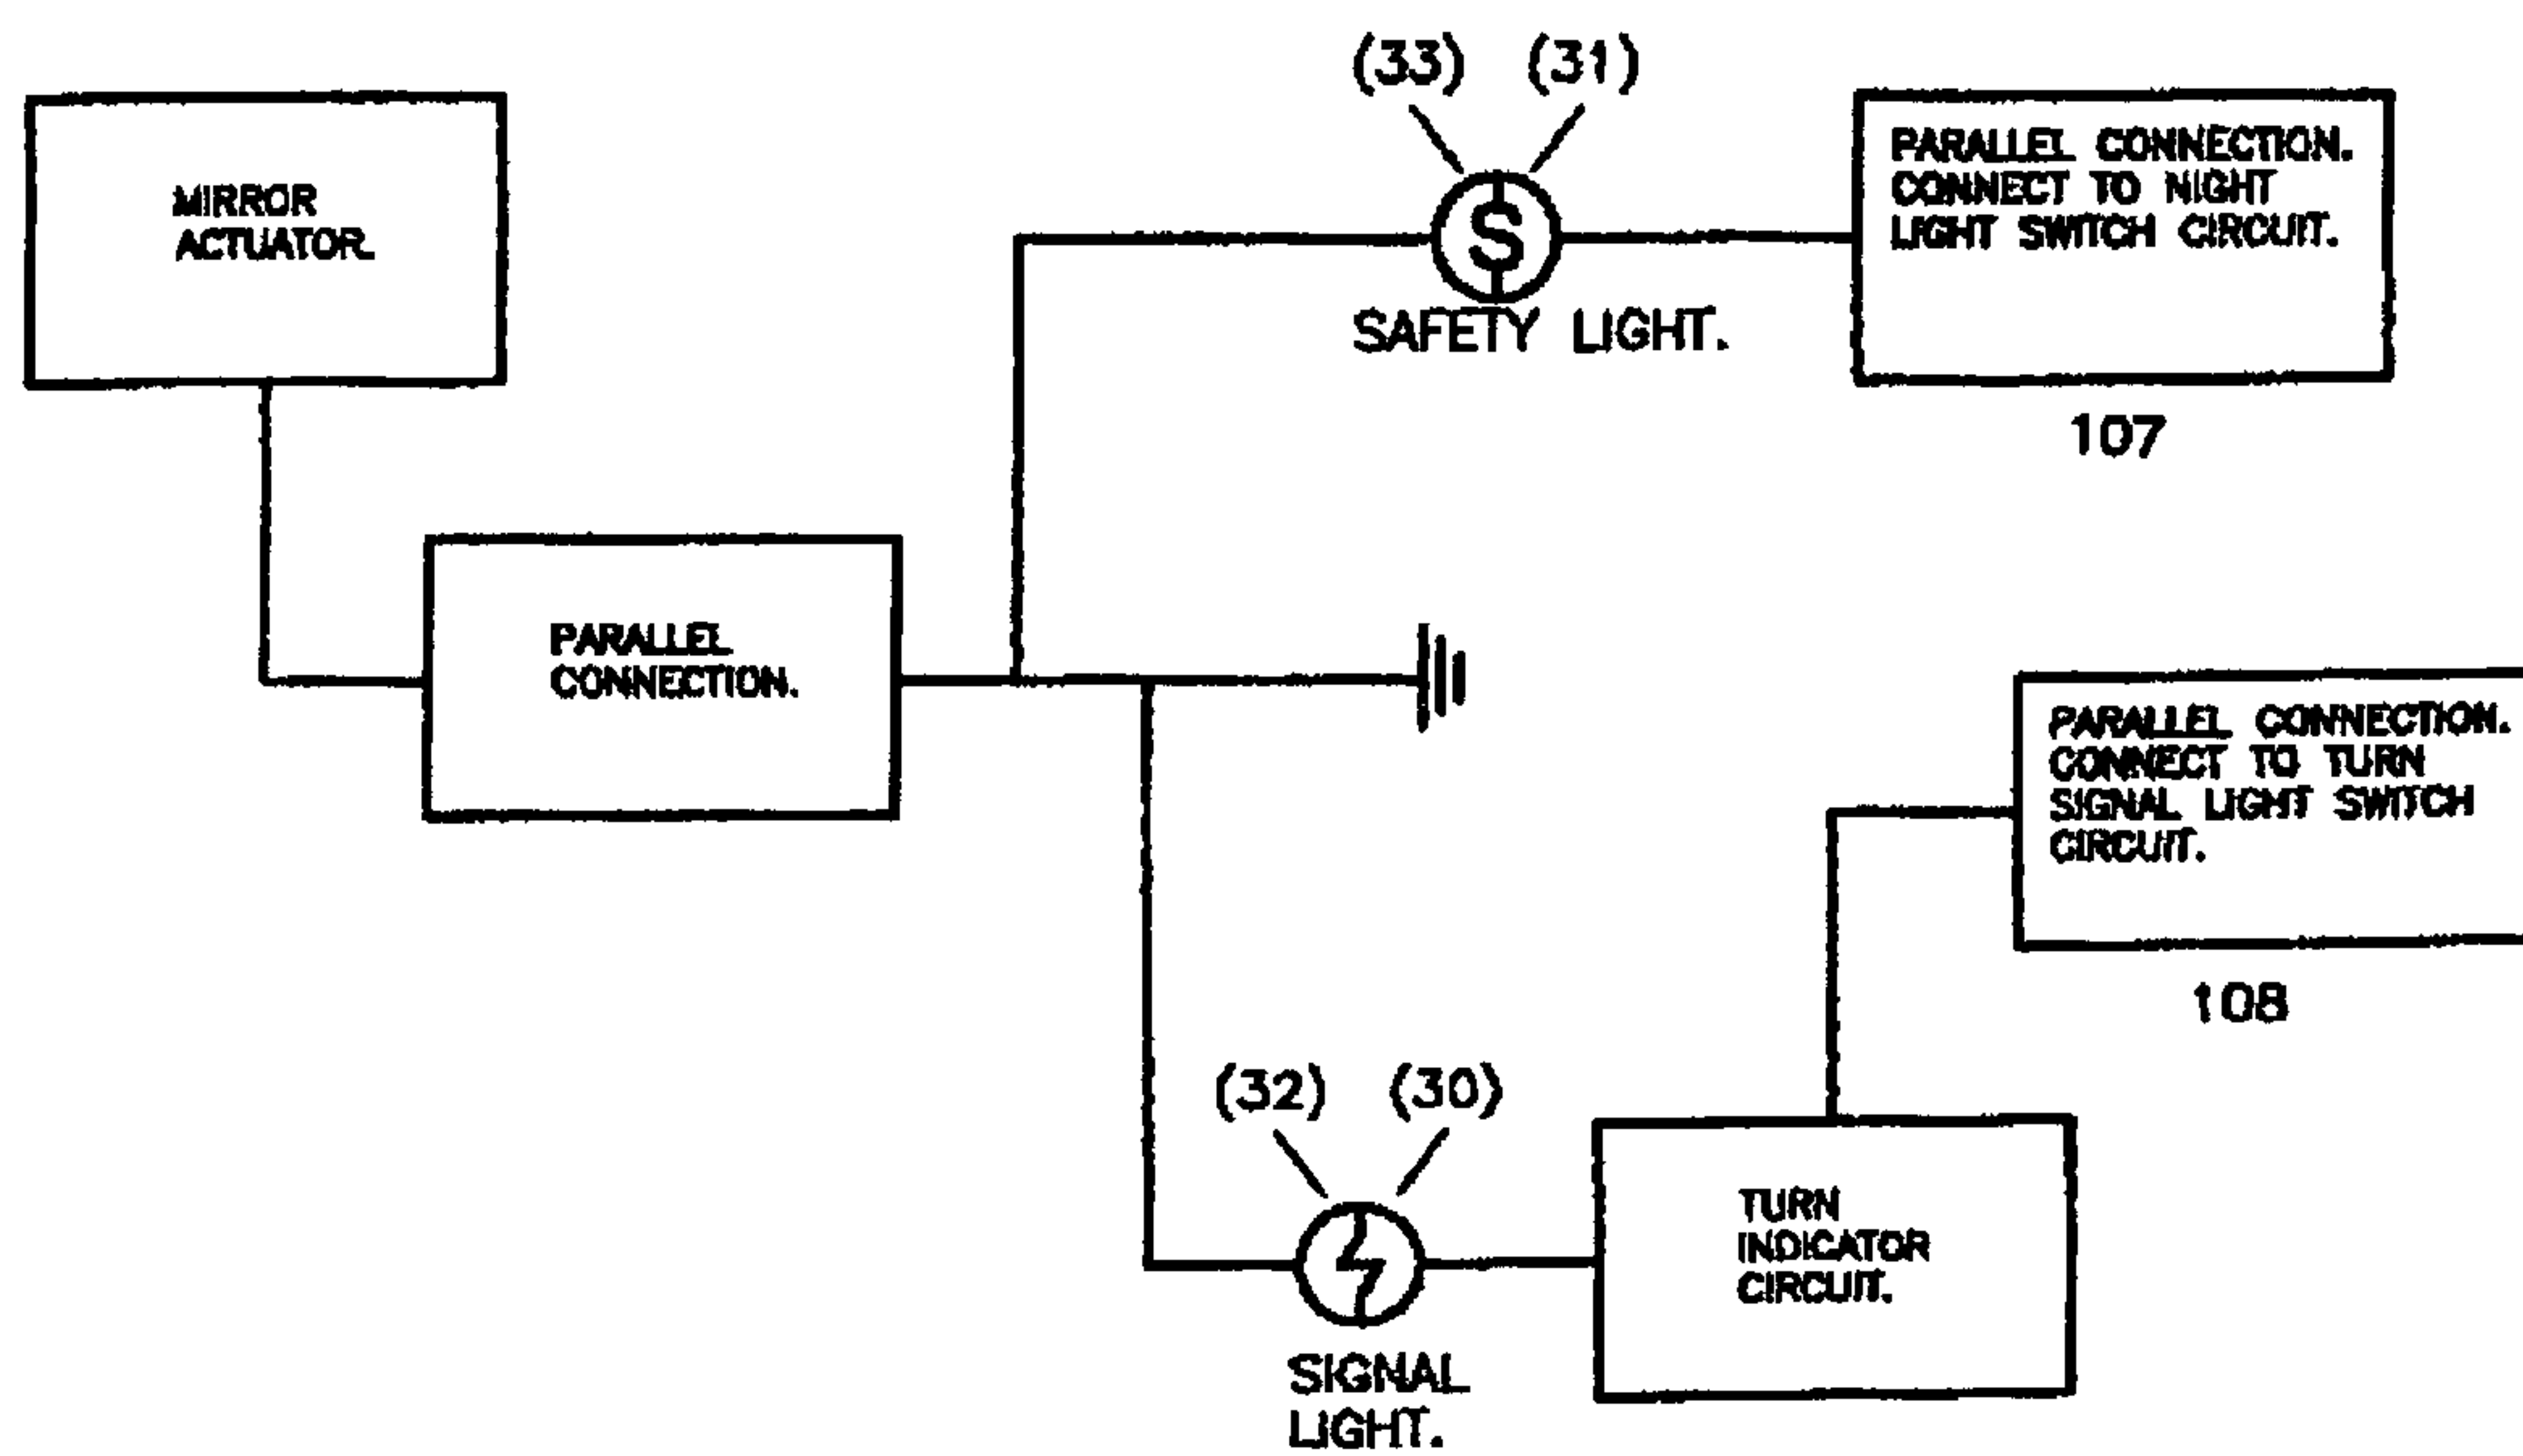 (33) (31)
MIRROR
ACTUATOR.
PARALLEL CONNECTION.
CONNECT TO NIGHT
LIGHT SWITCH CIRCUIT.
S
SAFETY LIGHT.
107
PARALLEL
CONNECTION.
PARALLEL CONNECTION.
CONNECT TO TURN
SIGNAL LIGHT SWITCH
CIRCUIT.
108
(32) (30)
TURN
INDICATOR
CIRCUIT.
SIGNAL
LIGHT.